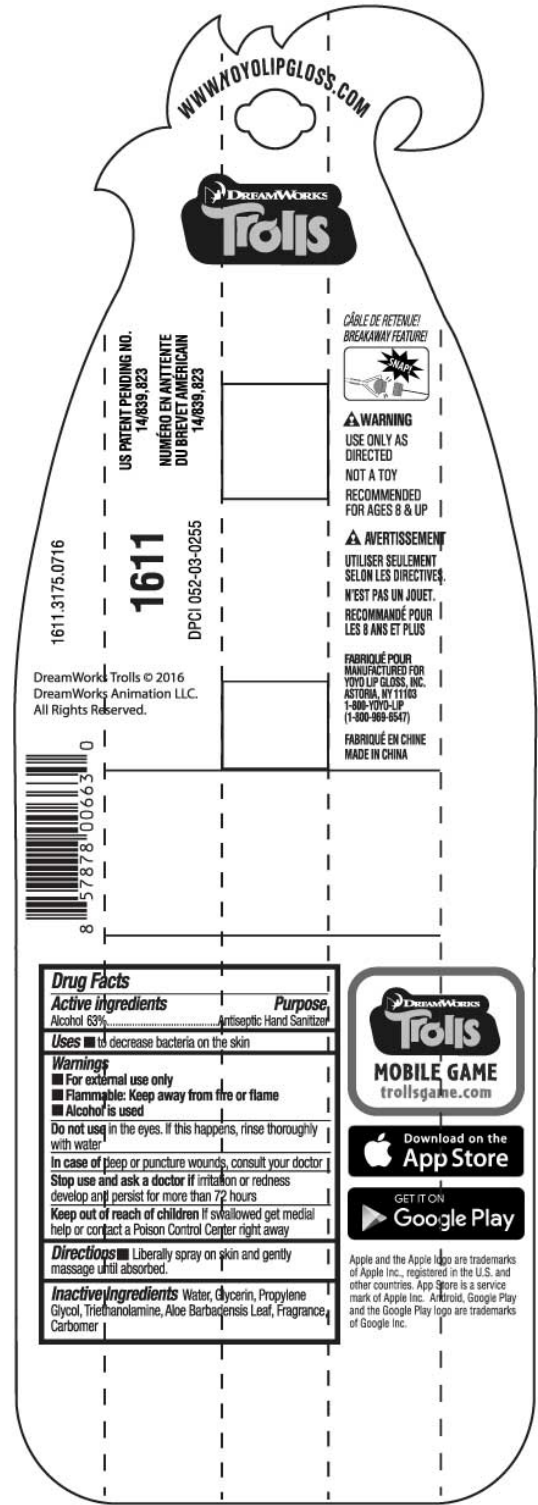 WWW.YOYOLIPGLOSS.COM
DREAMWORKS
Trolls
US PATENT PENDING NO.
14/839,823
NUMÉRO EN ANTTENTE
DU BREVET AMÉRICAIN
14/839,823
1611.3175.0716
1611
DPCI 052-03-0255
DreamWorks Trolls © 2016
DreamWorks Animation LLC.
All Rights Reserved.
8 57878 00663 0
CÂBLE DE RETENUE!
BREAKAWAY FEATURE!
SNAP!
WARNING
USE ONLY AS
DIRECTED
NOT A TOY
RECOMMENDED
FOR AGES 8 & UP
AVERTISSEMENT
UTILISER SEULEMENT
SELON LES DIRECTIVES.
N'EST PAS UN JOUET.
RECOMMANDÉ POUR
LES 8 ANS ET PLUS
FABRIQUÉ POUR
MANUFACTURED FOR
YOYO LIP GLOSS, INC.
ASTORIA, NY 11103
1-800-YOYO-LIP
(1-800-969-6547)
FABRIQUÉ EN CHINE
MADE IN CHINA
Drug Facts
Active ingredients Purpose
Alcohol 63%......................................Antiseptic Hand Sanitizer
Uses ■ to decrease bacteria on the skin
Warnings
■ For external use only
■ Flammable: Keep away from fire or flame
■ Alcohol is used
Do not use in the eyes. If this happens, rinse thoroughly
with water
In case of deep or puncture wounds, consult your doctor
Stop use and ask a doctor if irritation or redness
develop and persist for more than 72 hours
Keep out of reach of children If swallowed get medial
help or contact a Poison Control Center right away
Directions ■ Liberally spray on skin and gently
massage until absorbed.
Inactive Ingredients Water, Glycerin, Propylene
Glycol, Triethanolamine, Aloe Barbadensis Leaf, Fragrance,
Carbomer
DREAMWORKS
Trolls
MOBILE GAME
trollsgame.com
Download on the
App Store
GET IT ON
Google Play
Apple and the Apple logo are trademarks
of Apple Inc., registered in the U.S. and
other countries. App Store is a service
mark of Apple Inc. Android, Google Play
and the Google Play logo are trademarks
of Google Inc.